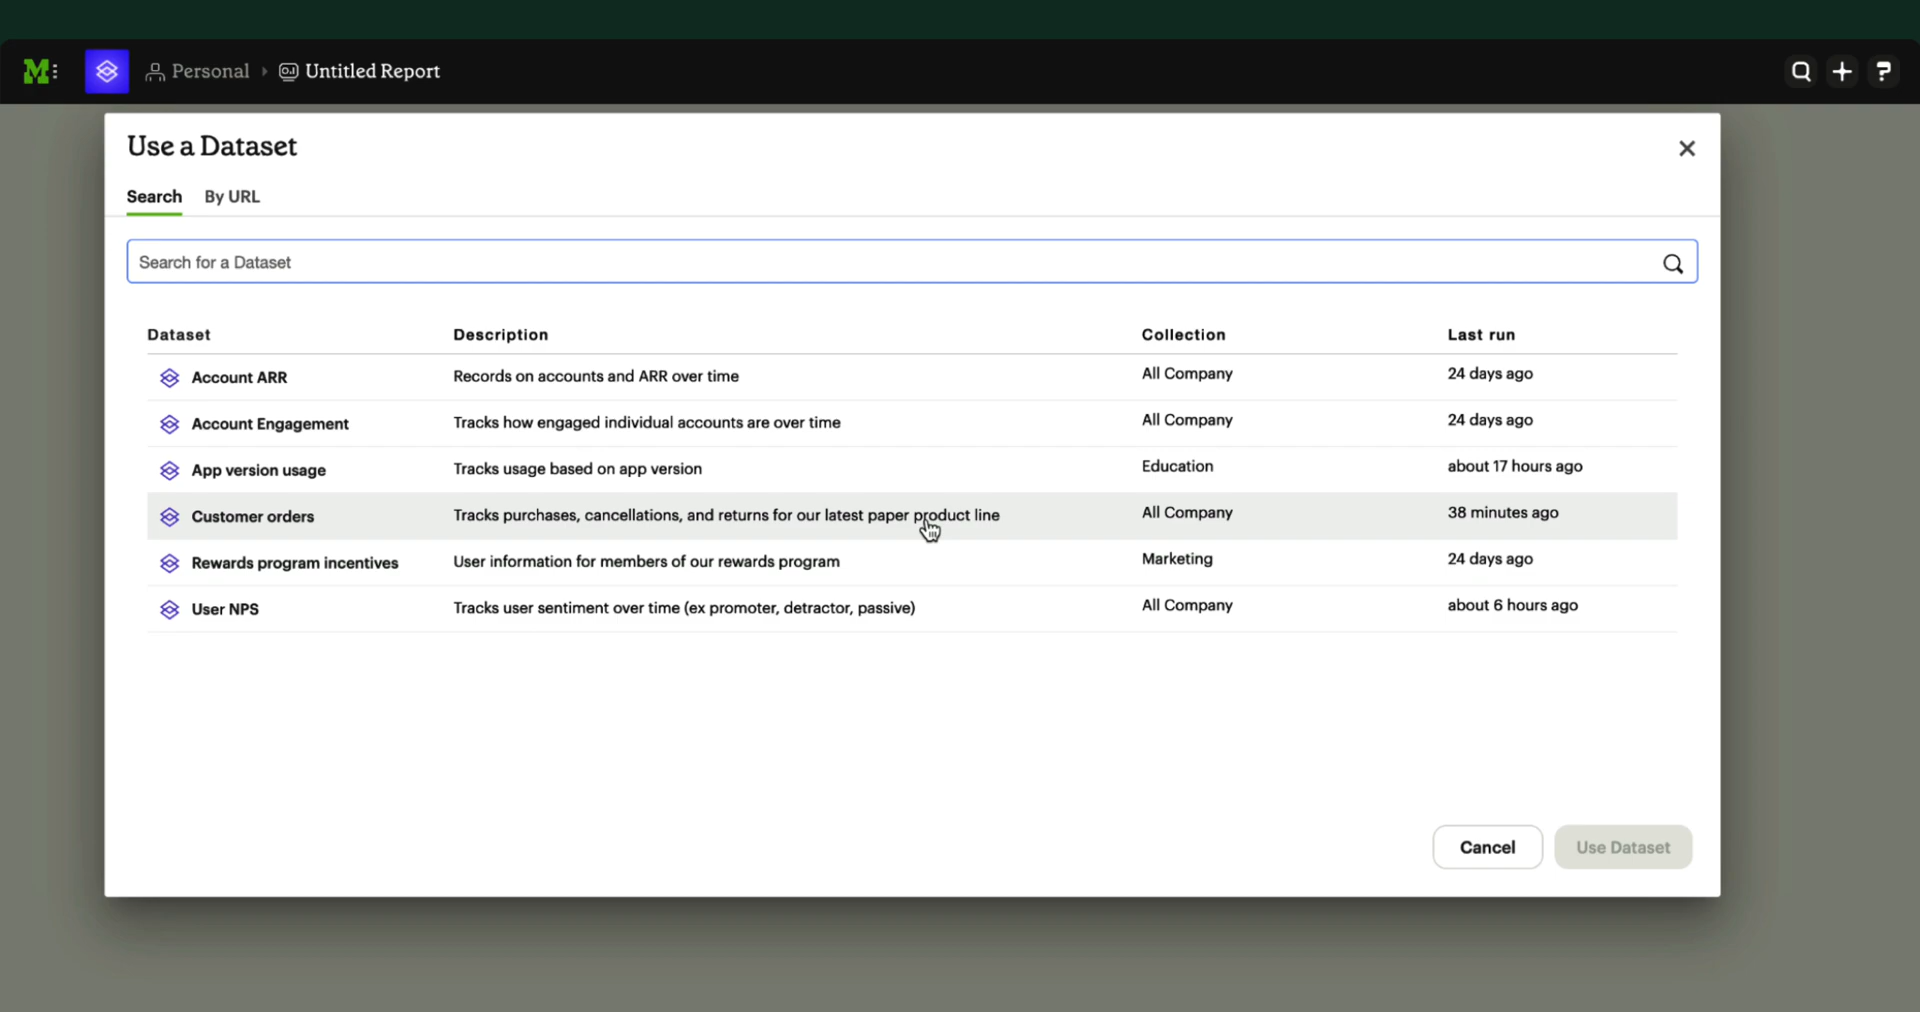 M
Personal Untitled Report
Use a Dataset
Search By URL
Search for a Dataset
Dataset Description Collection Last run
Account ARR Records on accounts and ARR over time All Company 24 days ago
Account Engagement Tracks how engaged individual accounts are over time All Company 24 days ago
App version usage Tracks usage based on app version Education about 17 hours ago
Customer orders Tracks purchases, cancellations, and returns for our latest paper product line All Company 38 minutes ago
Rewards program incentives User information for members of our rewards program Marketing 24 days ago
User NPS Tracks user sentiment over time (ex promoter, detractor, passive) All Company about 6 hours ago
Cancel Use Dataset